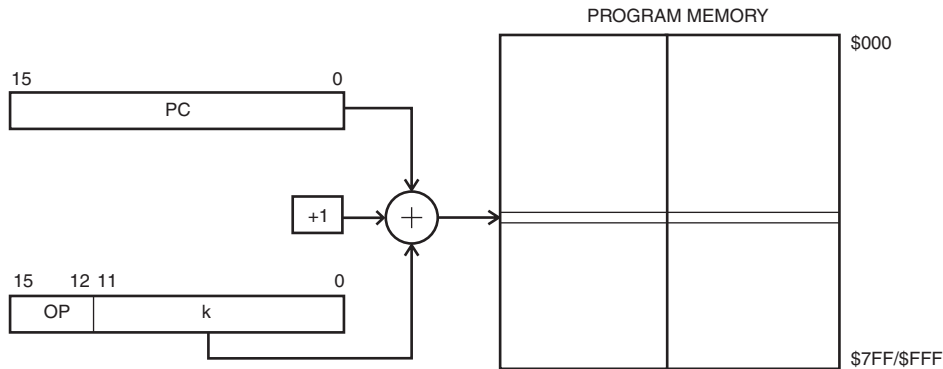 PROGRAM MEMORY
$000
15 0
PC
+1
+
15 12 11 0
OP k
$7FF/$FFF